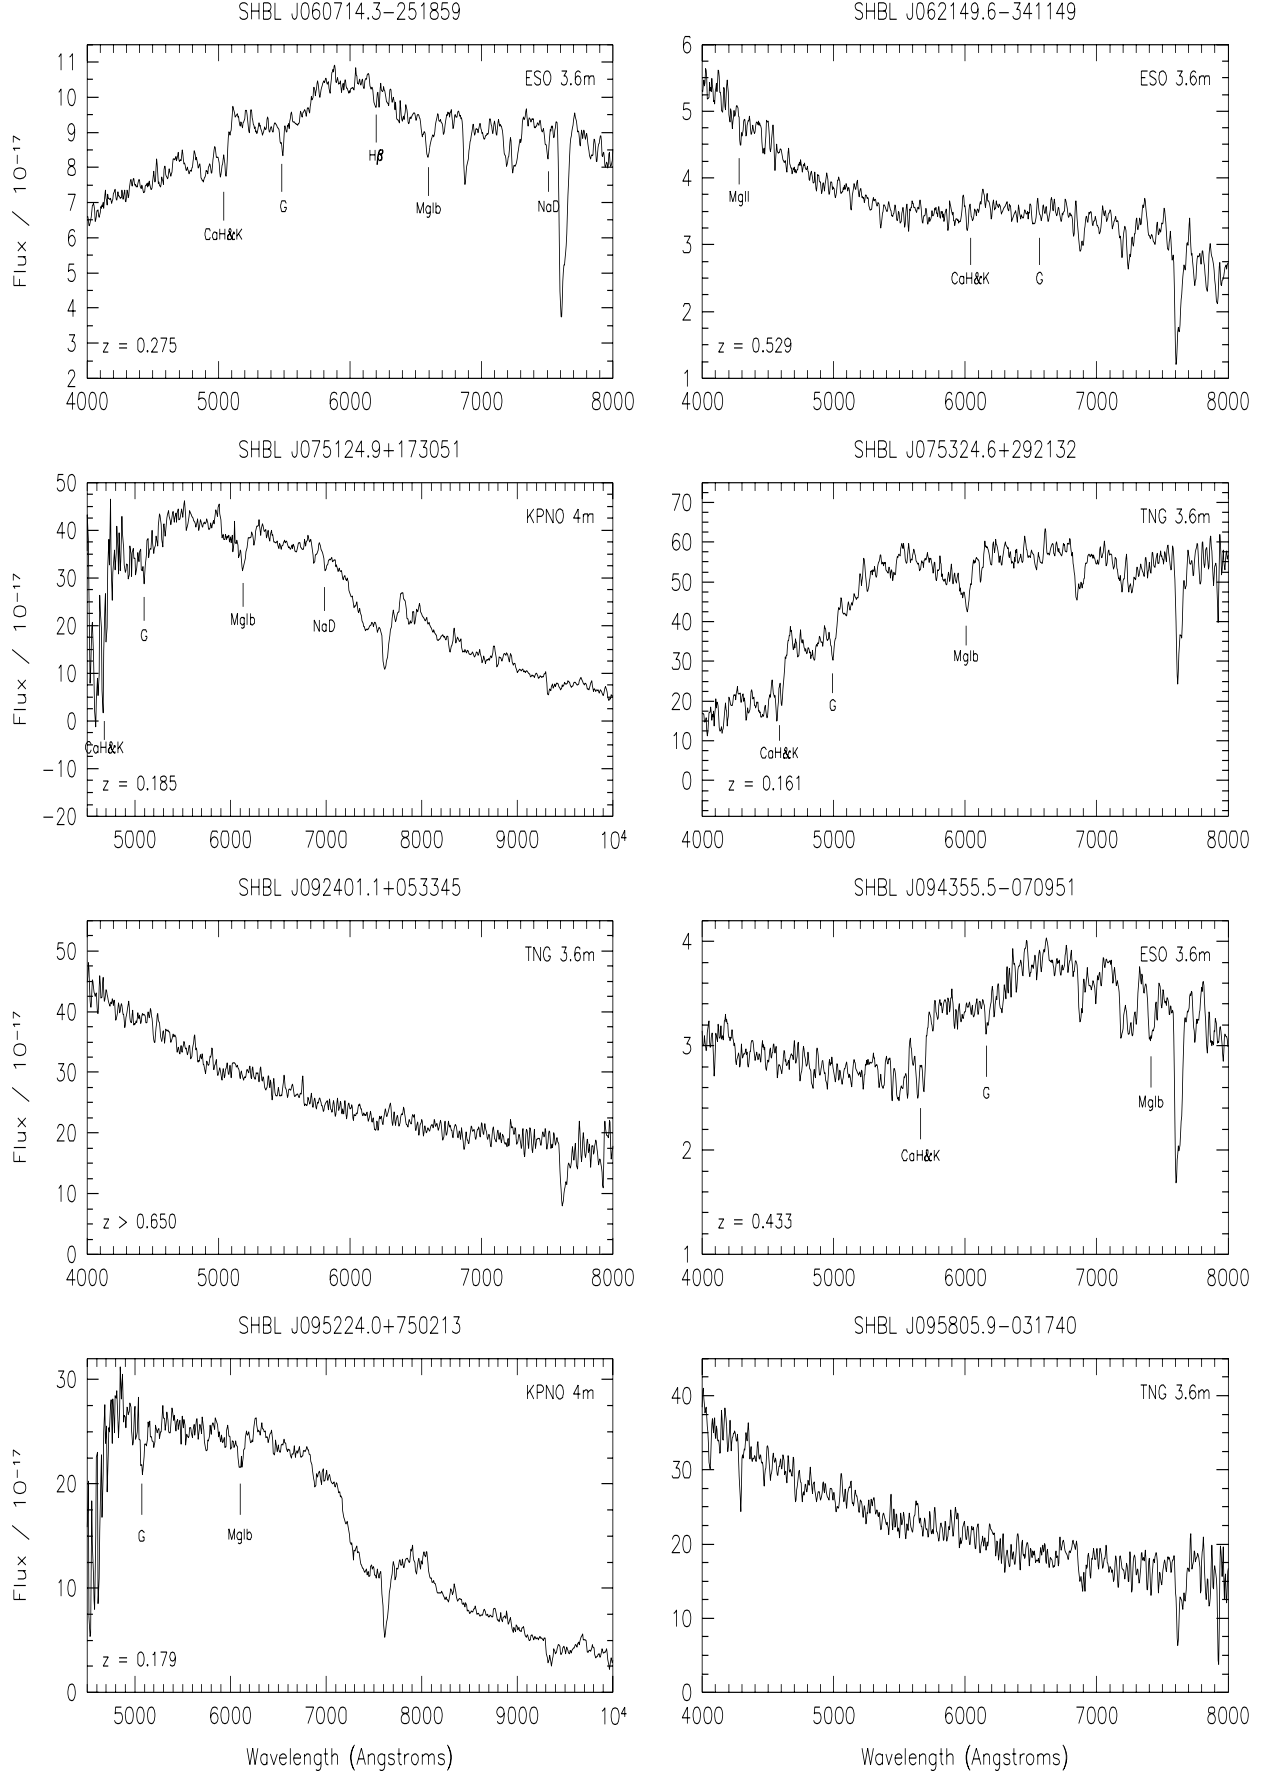 SHBL J060714.3−251859
SHBL J062149.6−341149
ESO 3.6m
CaH&K
G
Hβ
MgIb
NaD
z = 0.275
Flux / 10⁻¹⁷
11
10
9
8
7
6
5
4
3
2
4000 5000 6000 7000 8000
ESO 3.6m
MgII
CaH&K
G
z = 0.529
6
5
4
3
2
1
4000 5000 6000 7000 8000
SHBL J075124.9+173051
SHBL J075324.6+292132
KPNO 4m
G
MgIb
NaD
CaH&K
z = 0.185
Flux / 10⁻¹⁷
50
40
30
20
10
0
−10
−20
5000 6000 7000 8000 9000 10⁴
TNG 3.6m
MgIb
G
CaH&K
z = 0.161
70
60
50
40
30
20
10
0
4000 5000 6000 7000 8000
SHBL J092401.1+053345
SHBL J094355.5−070951
TNG 3.6m
z > 0.650
Flux / 10⁻¹⁷
50
40
30
20
10
0
4000 5000 6000 7000 8000
ESO 3.6m
G
MgIb
CaH&K
z = 0.433
4
3
2
1
4000 5000 6000 7000 8000
SHBL J095224.0+750213
SHBL J095805.9−031740
KPNO 4m
G
MgIb
z = 0.179
Flux / 10⁻¹⁷
30
20
10
0
5000 6000 7000 8000 9000 10⁴
Wavelength (Angstroms)
TNG 3.6m
40
30
20
10
0
4000 5000 6000 7000 8000
Wavelength (Angstroms)